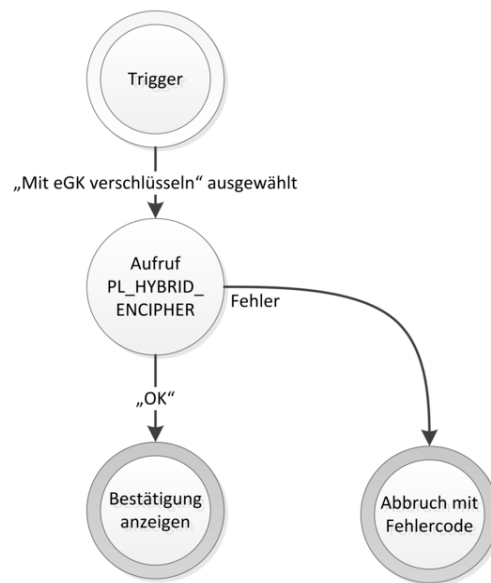 Trigger
„Mit eGK verschlüsseln“ ausgewählt
Aufruf
PL_HYBRID_
ENCIPHER
Fehler
„OK“
Bestätigung
anzeigen
Abbruch mit
Fehlercode